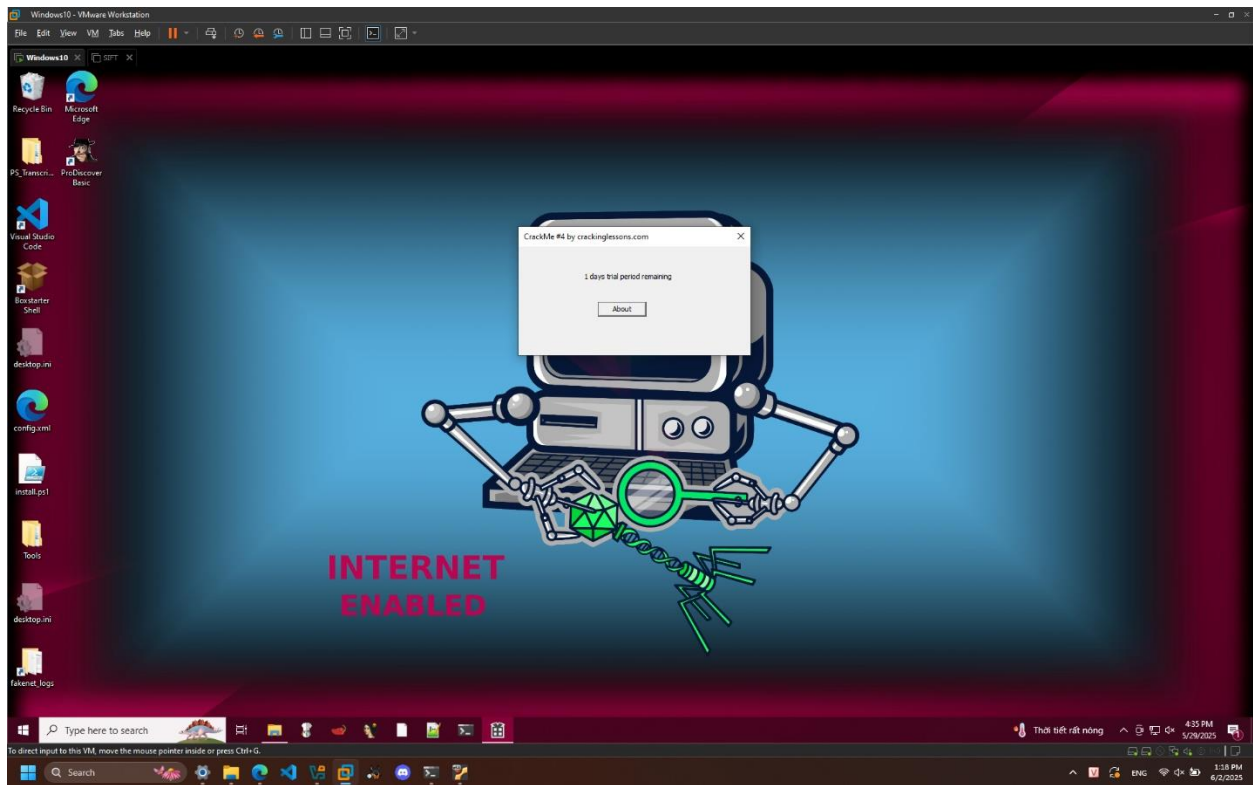 Windows10 - VMware Workstation
File Edit View VM Tabs Help
Windows10 SIFT
Recycle Bin
Microsoft
Edge
PS_Transcri...
ProDiscover
Basic
Visual Studio
Code
Boxstarter
Shell
desktop.ini
config.xml
install.ps1
Tools
desktop.ini
fakenet_logs
CrackMe #4 by crackinglessons.com
1 days trial period remaining
About
INTERNET
ENABLED
Type here to search
Thời tiết rất nóng
4:35 PM
5/29/2025
To direct input to this VM, move the mouse pointer inside or press Ctrl+G.
Search
ENG
1:18 PM
6/2/2025